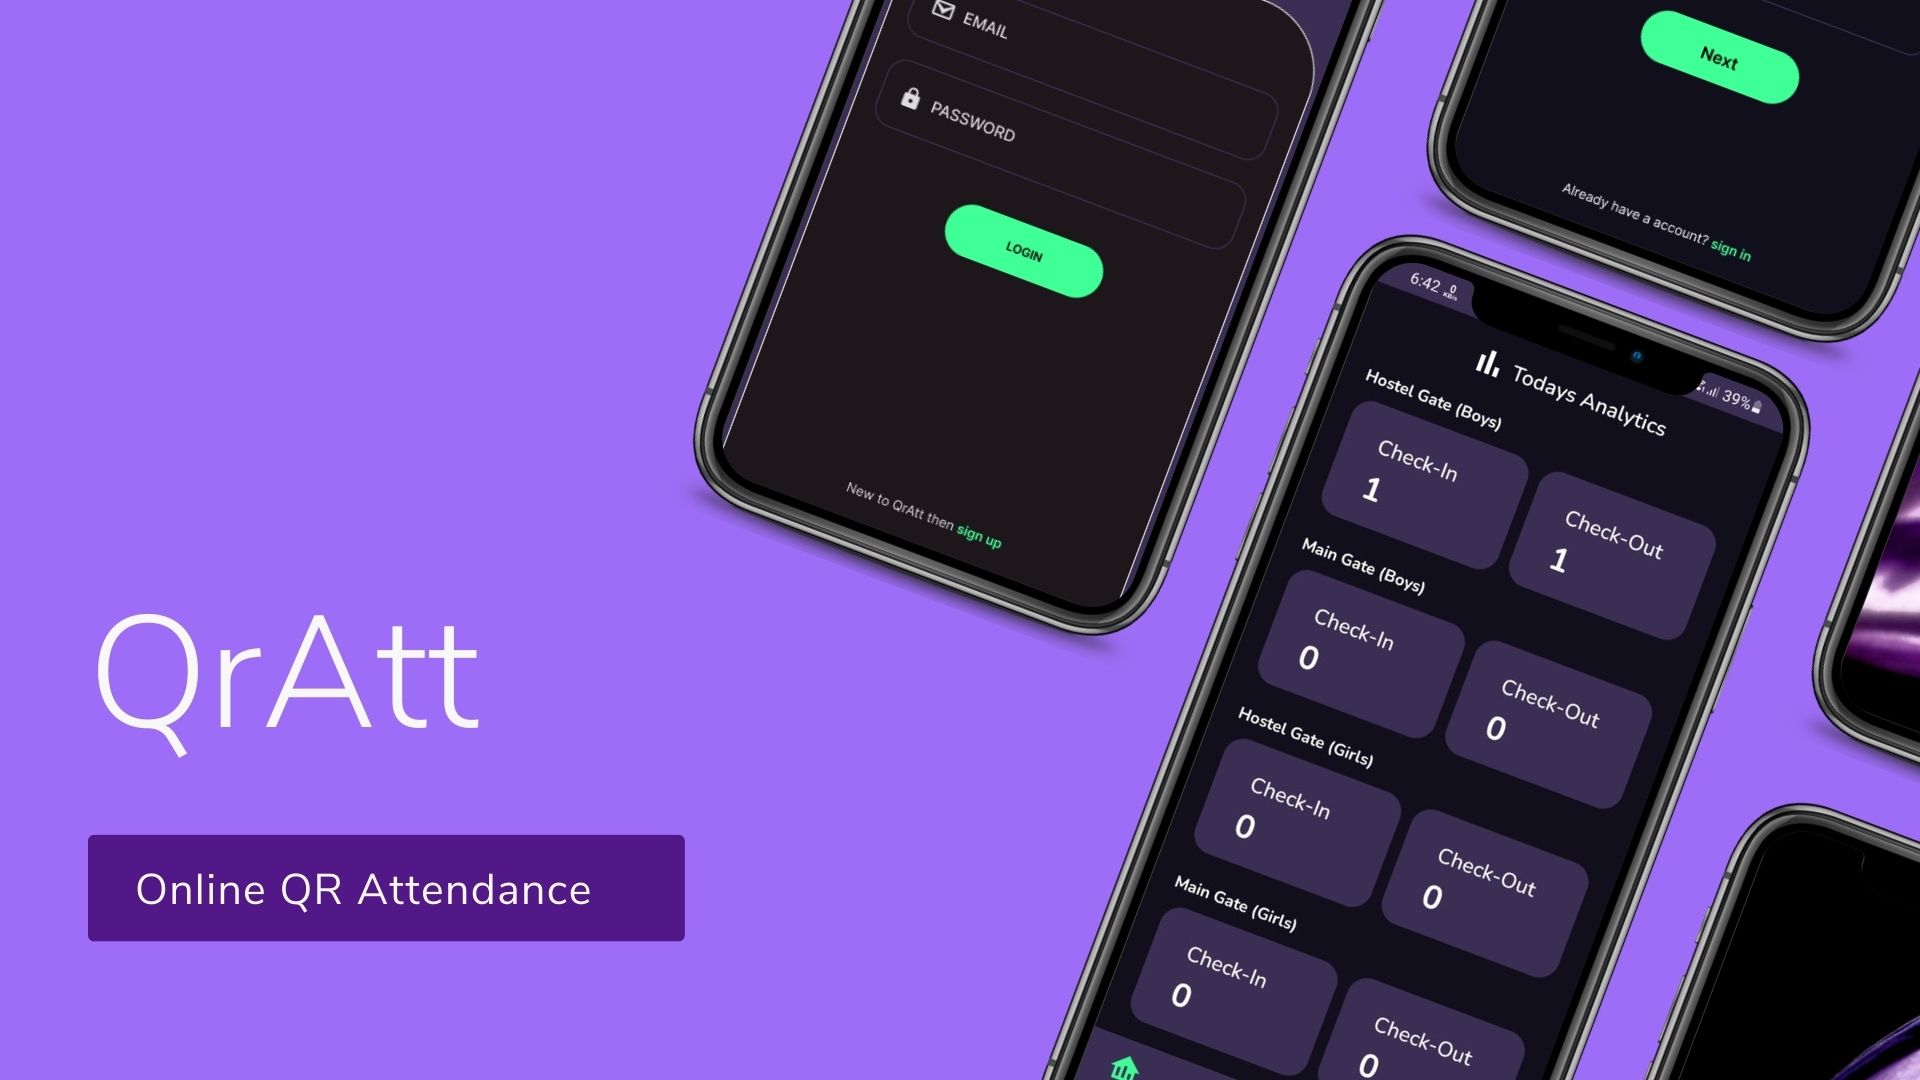 EMAIL
PASSWORD
LOGIN
New to QrAtt then sign up
Next
Already have a account? sign in
6:42 0
KB/s
39%
Todays Analytics
Hostel Gate (Boys)
Check-In
1
Check-Out
1
Main Gate (Boys)
Check-In
0
Check-Out
0
Hostel Gate (Girls)
Check-In
0
Check-Out
0
Main Gate (Girls)
Check-In
0
Check-Out
0
QrAtt
Online QR Attendance